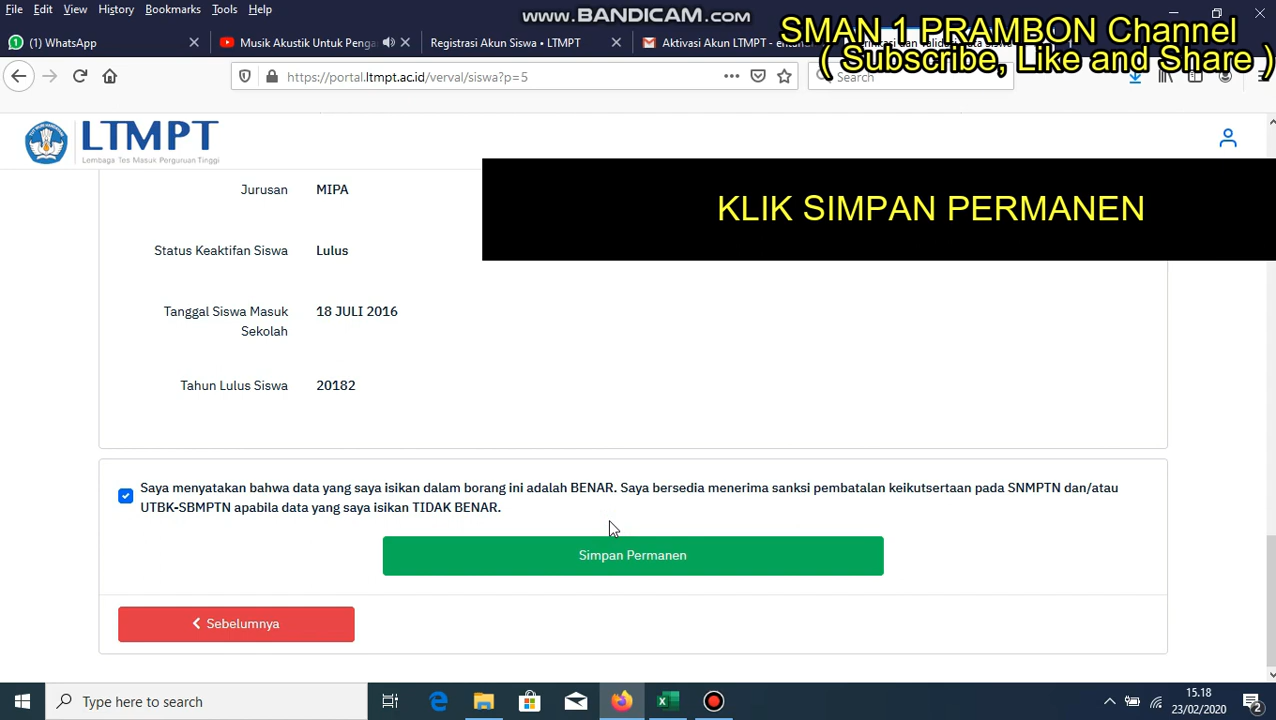 File Edit View History Bookmarks Tools Help
www.BANDICAM.com
SMAN 1 PRAMBON Channel
( Subscribe, Like and Share )
(1) WhatsApp
Musik Akustik Untuk Penga
Registrasi Akun Siswa • LTMPT
Aktivasi Akun LTMPT - entah
https://portal.ltmpt.ac.id/verval/siswa?p=5
Search
LTMPT
Lembaga Tes Masuk Perguruan Tinggi
KLIK SIMPAN PERMANEN
Jurusan MIPA
Status Keaktifan Siswa Lulus
Tanggal Siswa Masuk 18 JULI 2016
Sekolah
Tahun Lulus Siswa 20182
Saya menyatakan bahwa data yang saya isikan dalam borang ini adalah BENAR. Saya bersedia menerima sanksi pembatalan keikutsertaan pada SNMPTN dan/atau
UTBK-SBMPTN apabila data yang saya isikan TIDAK BENAR.
Simpan Permanen
Sebelumnya
Type here to search
15.18
23/02/2020
2